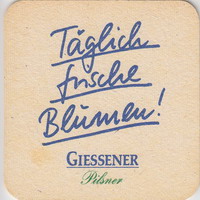 Täglich
frische
Blumen!
GIESSENER
Pilsner